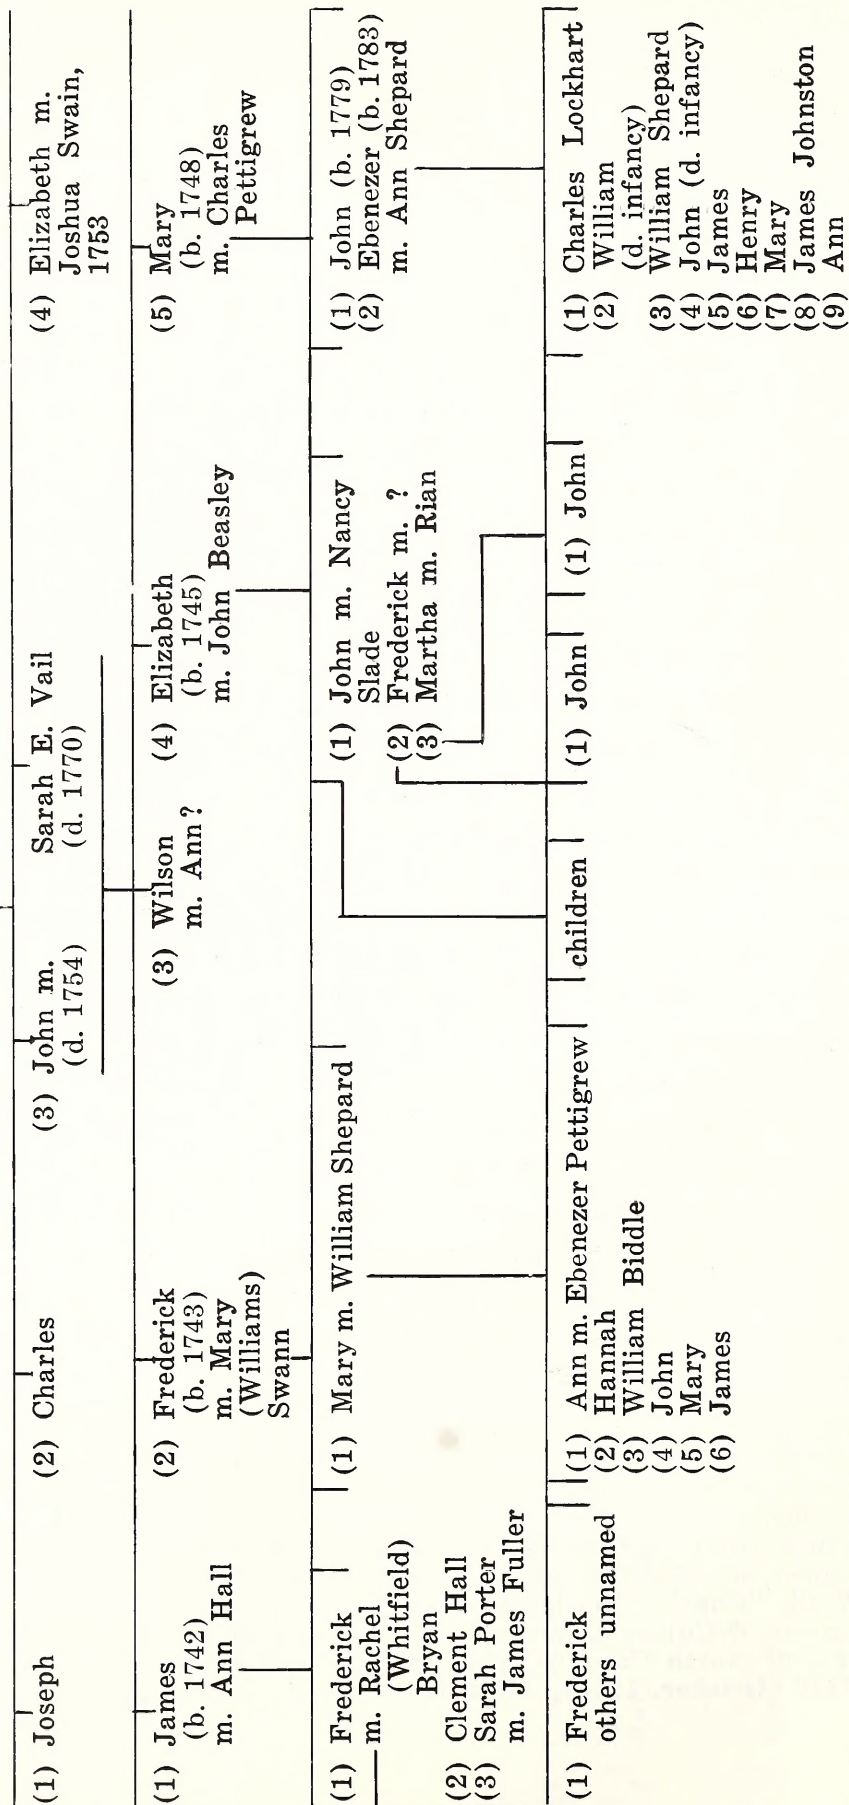 (1) Joseph
(2) Charles
(3) John m.
(d. 1754)
Sarah E. Vail
(d. 1770)
(4) Elizabeth m.
Joshua Swain,
1753
(1) James
(b. 1742)
m. Ann Hall
(2) Frederick
(b. 1743)
m. Mary
(Williams)
Swann
(3) Wilson
m. Ann?
(4) Elizabeth
(b. 1745)
m. John Beasley
(5) Mary
(b. 1748)
m. Charles
Pettigrew
(1) Frederick
m. Rachel
(Whitfield)
Bryan
(2) Clement Hall
(3) Sarah Porter
m. James Fuller
(1) Mary m. William Shepard
(1) John m. Nancy
Slade
(2) Frederick m. ?
(3) Martha m. Rian
(1) John (b. 1779)
(2) Ebenezer (b. 1783)
m. Ann Shepard
(1) Frederick
others unnamed
(1) Ann m. Ebenezer Pettigrew
(2) Hannah
(3) William Biddle
(4) John
(5) Mary
(6) James
children
(1) John
(1) John
(1) Charles Lockhart
(2) William
(d. infancy)
(3) William Shepard
(4) John (d. infancy)
(5) James
(6) Henry
(7) Mary
(8) James Johnston
(9) Ann